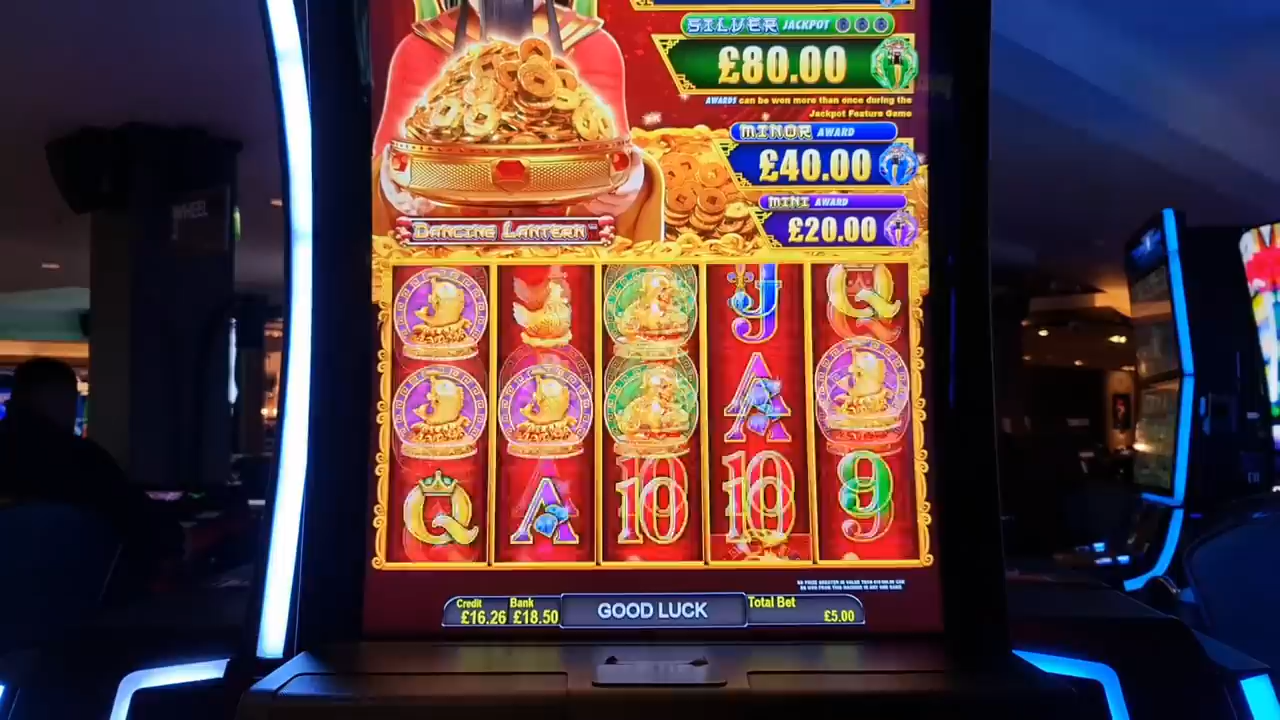 SILVER JACKPOT
£80.00
AWARDS can be won more than once during the
Jackpot Feature Game
MINOR AWARD
£40.00
MINI AWARD
£20.00
DANCING LANTERN™
WHEEL
J
Q
A
Q
A
10
10
9
Credit
£16.26
Bank
£18.50
GOOD LUCK
Total Bet
£5.00